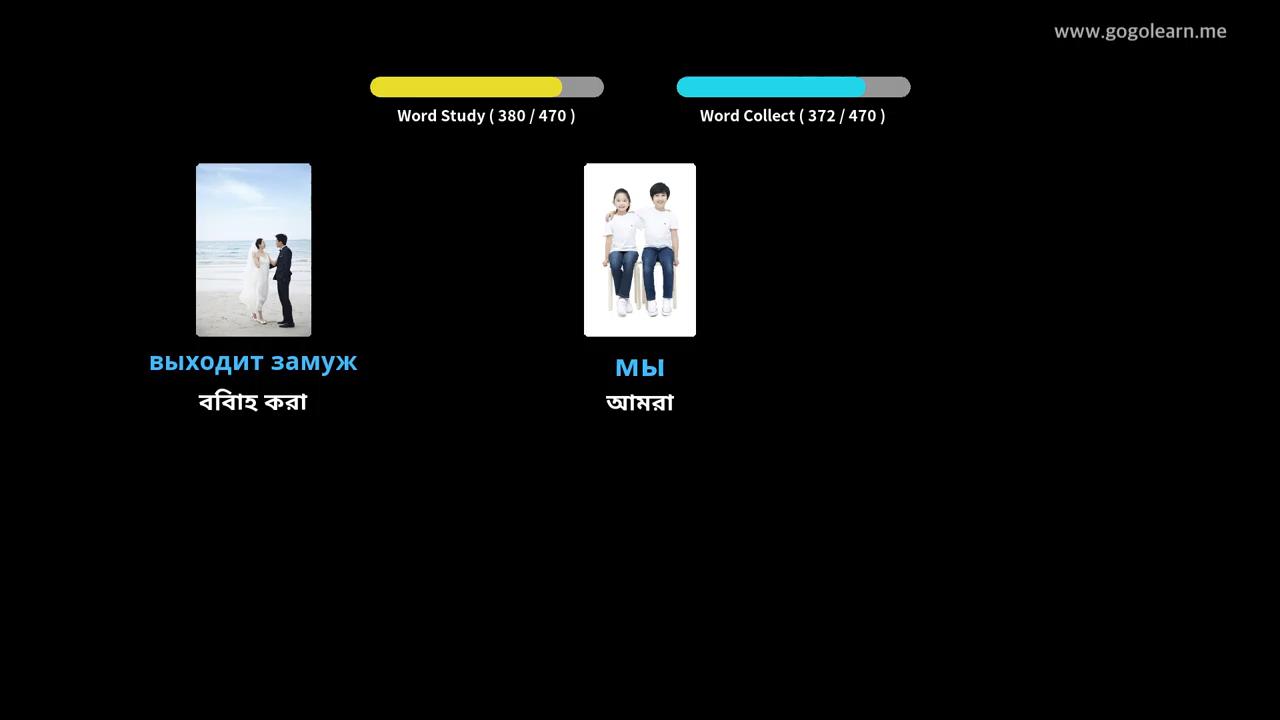 www.gogolearn.me
Word Study ( 380 / 470 )
Word Collect ( 372 / 470 )
выходит замуж
мы
ববিাহ করা
আমরা